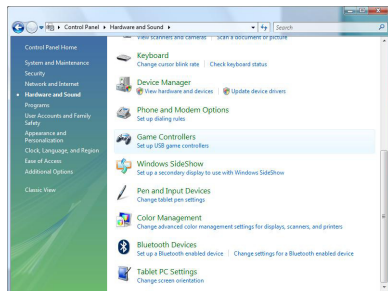 Control Panel ▸ Hardware and Sound ▸
Search
Control Panel Home
System and Maintenance
Security
Network and Internet
Hardware and Sound
Programs
User Accounts and Family
Safety
Appearance and
Personalization
Clock, Language, and Region
Ease of Access
Additional Options
Classic View
View scanners and cameras Scan a document or picture
Keyboard
Change cursor blink rate Check keyboard status
Device Manager
View hardware and devices Update device drivers
Phone and Modem Options
Set up dialing rules
Game Controllers
Set up USB game controllers
Windows SideShow
Set up a secondary display to use with Windows SideShow
Pen and Input Devices
Change tablet pen settings
Color Management
Change advanced color management settings for displays, scanners, and printers
Bluetooth Devices
Set up a Bluetooth enabled device Change settings for a Bluetooth enabled device
Tablet PC Settings
Change screen orientation